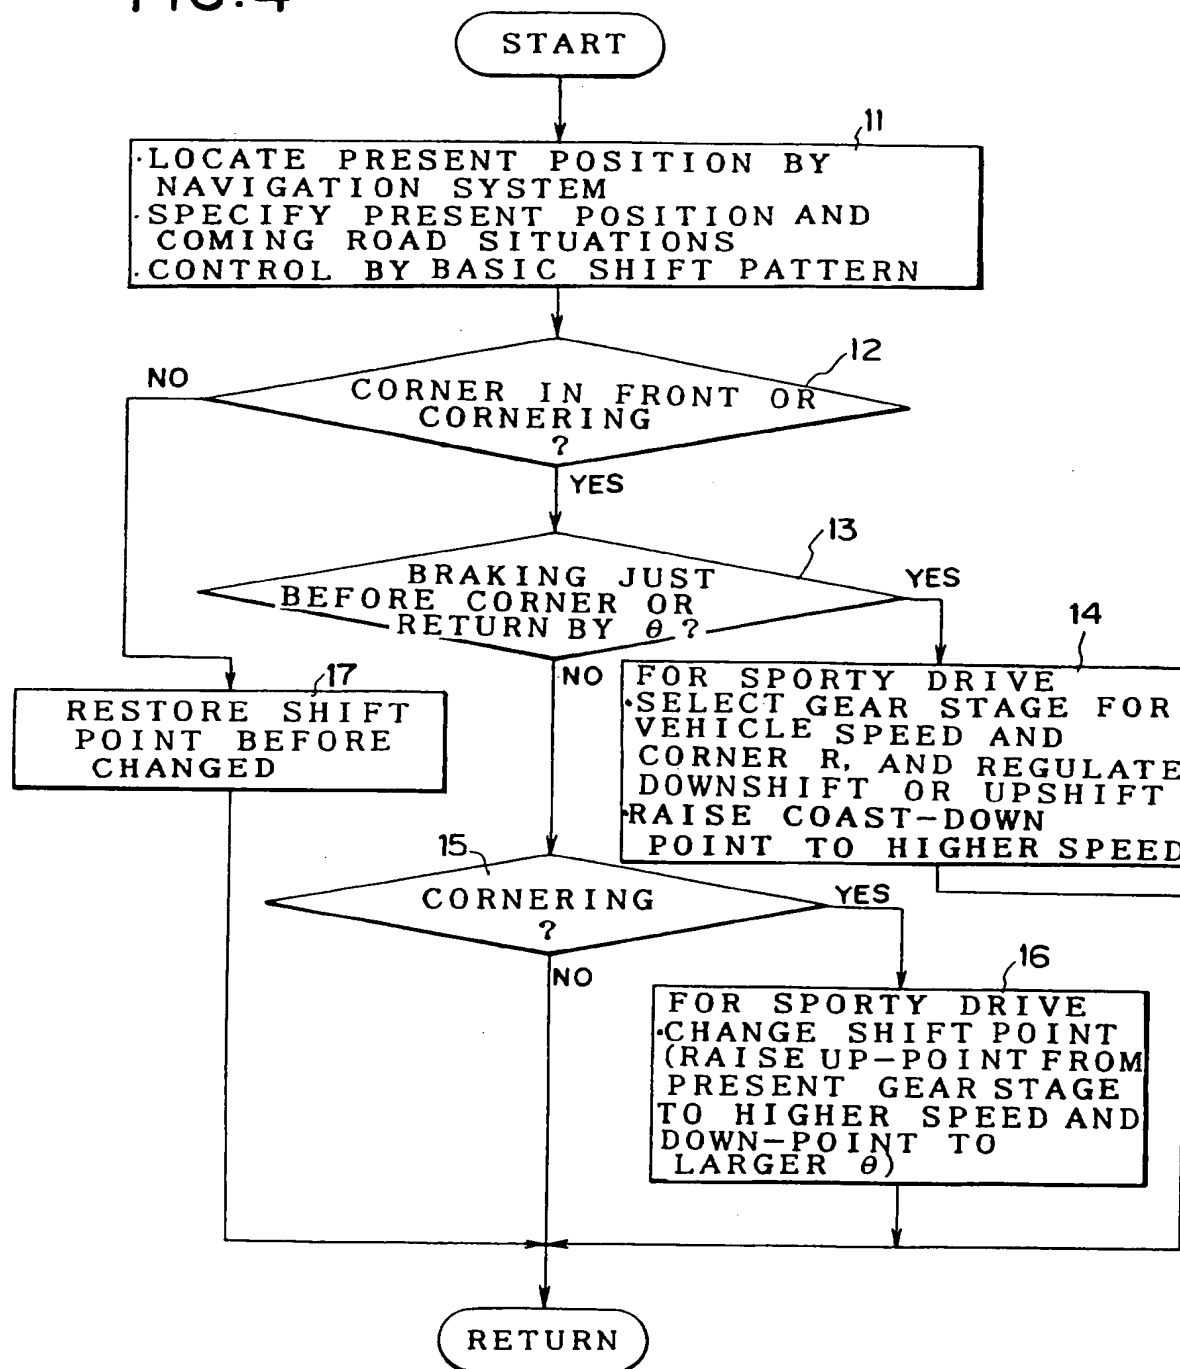 FIG.4
START
11
·LOCATE PRESENT POSITION BY
NAVIGATION SYSTEM
·SPECIFY PRESENT POSITION AND
COMING ROAD SITUATIONS
·CONTROL BY BASIC SHIFT PATTERN
12
NO
CORNER IN FRONT OR
CORNERING
?
YES
13
BRAKING JUST
BEFORE CORNER OR
RETURN BY θ ?
YES
NO
14
FOR SPORTY DRIVE
·SELECT GEAR STAGE FOR
VEHICLE SPEED AND
CORNER R, AND REGULATE
DOWNSHIFT OR UPSHIFT
·RAISE COAST-DOWN
POINT TO HIGHER SPEED
17
RESTORE SHIFT
POINT BEFORE
CHANGED
15
CORNERING
?
YES
NO
16
FOR SPORTY DRIVE
·CHANGE SHIFT POINT
(RAISE UP-POINT FROM
PRESENT GEAR STAGE
TO HIGHER SPEED AND
DOWN-POINT TO
LARGER θ)
RETURN